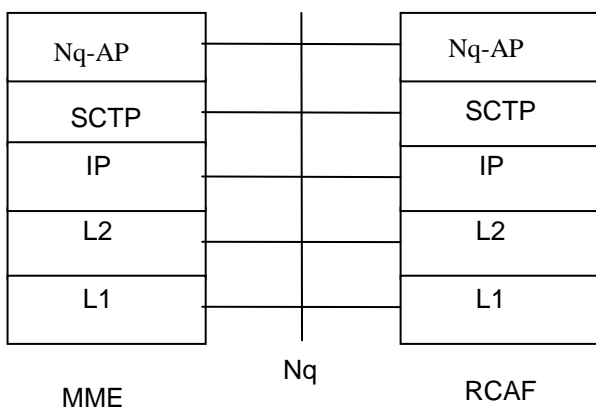 Nq-AP Nq-AP
SCTP SCTP
IP IP
L2 L2
L1 L1
Nq
MME RCAF